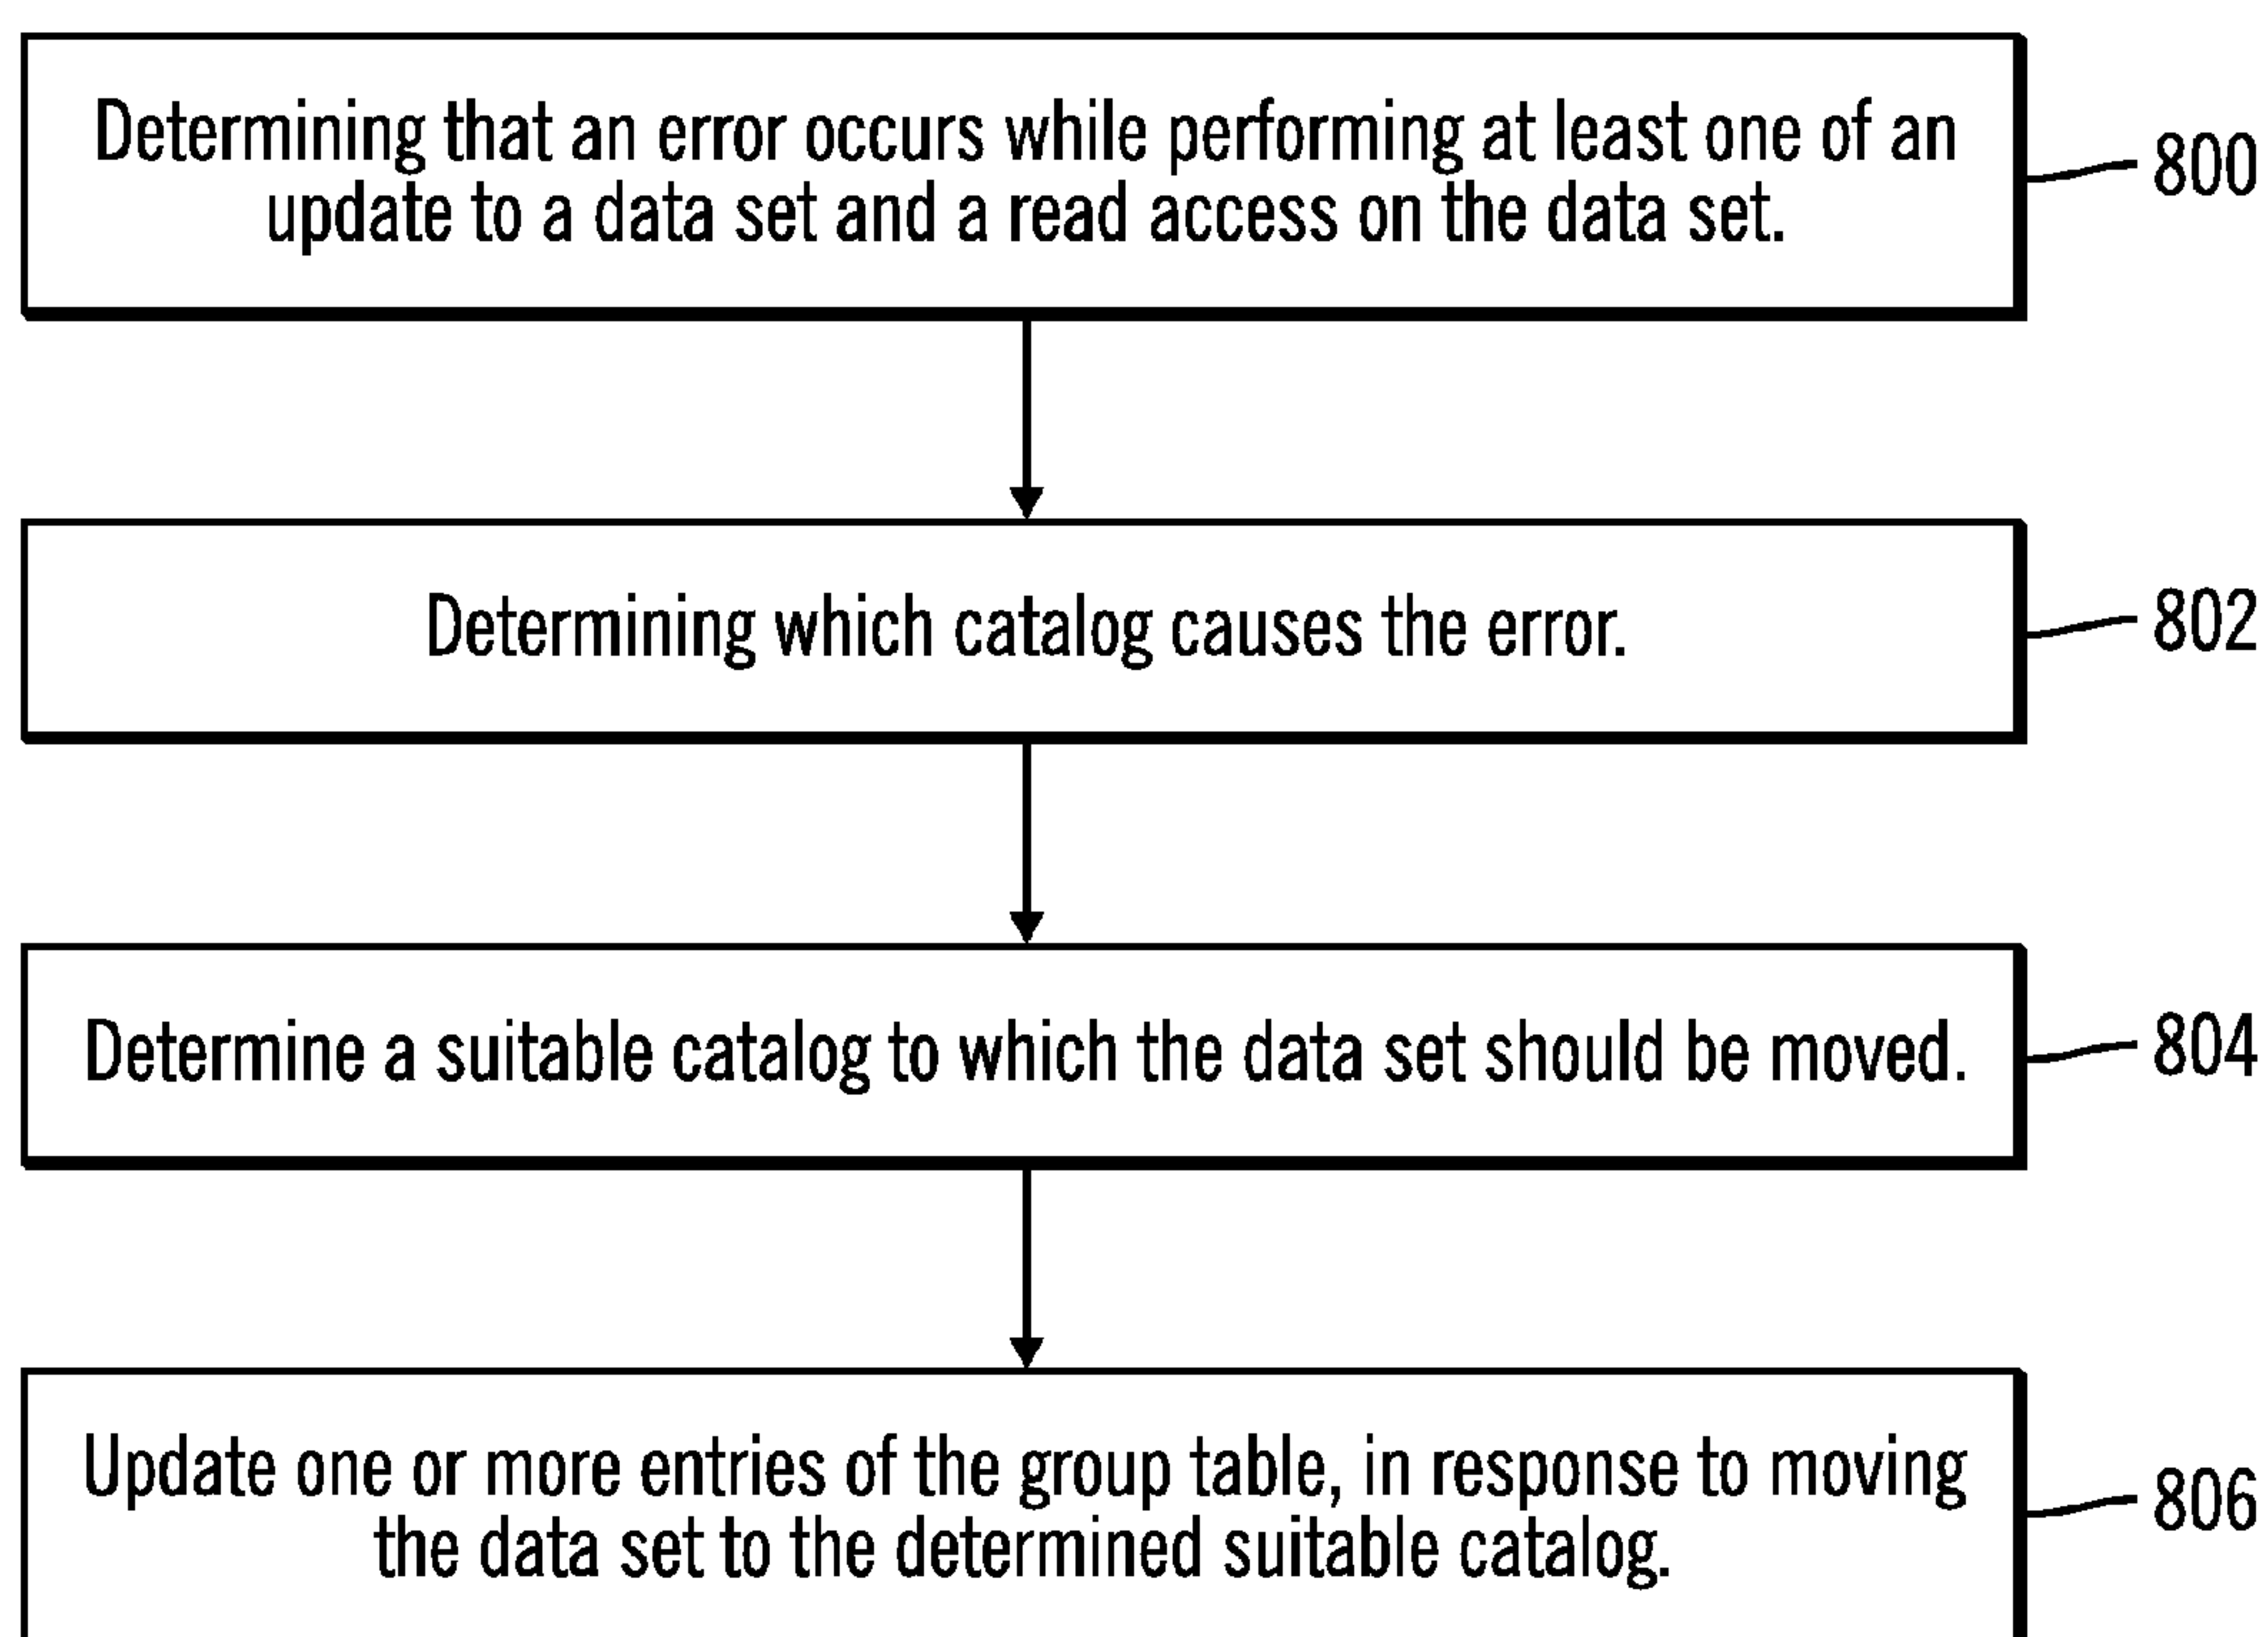 Determining that an error occurs while performing at least one of an
update to a data set and a read access on the data set.
800
Determining which catalog causes the error.
802
Determine a suitable catalog to which the data set should be moved.
804
Update one or more entries of the group table, in response to moving
the data set to the determined suitable catalog.
806